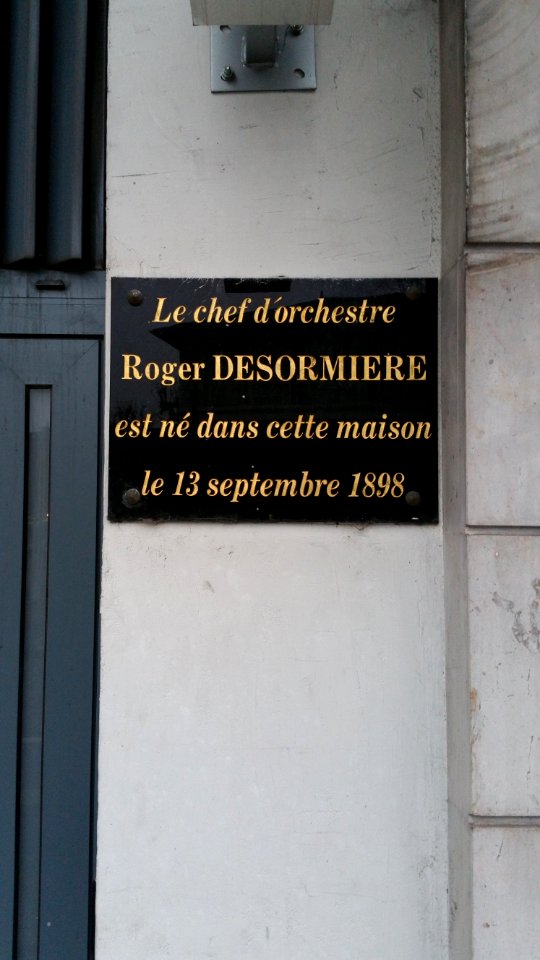 Le chef d'orchestre
Roger DESORMIERE
est né dans cette maison
le 13 septembre 1898